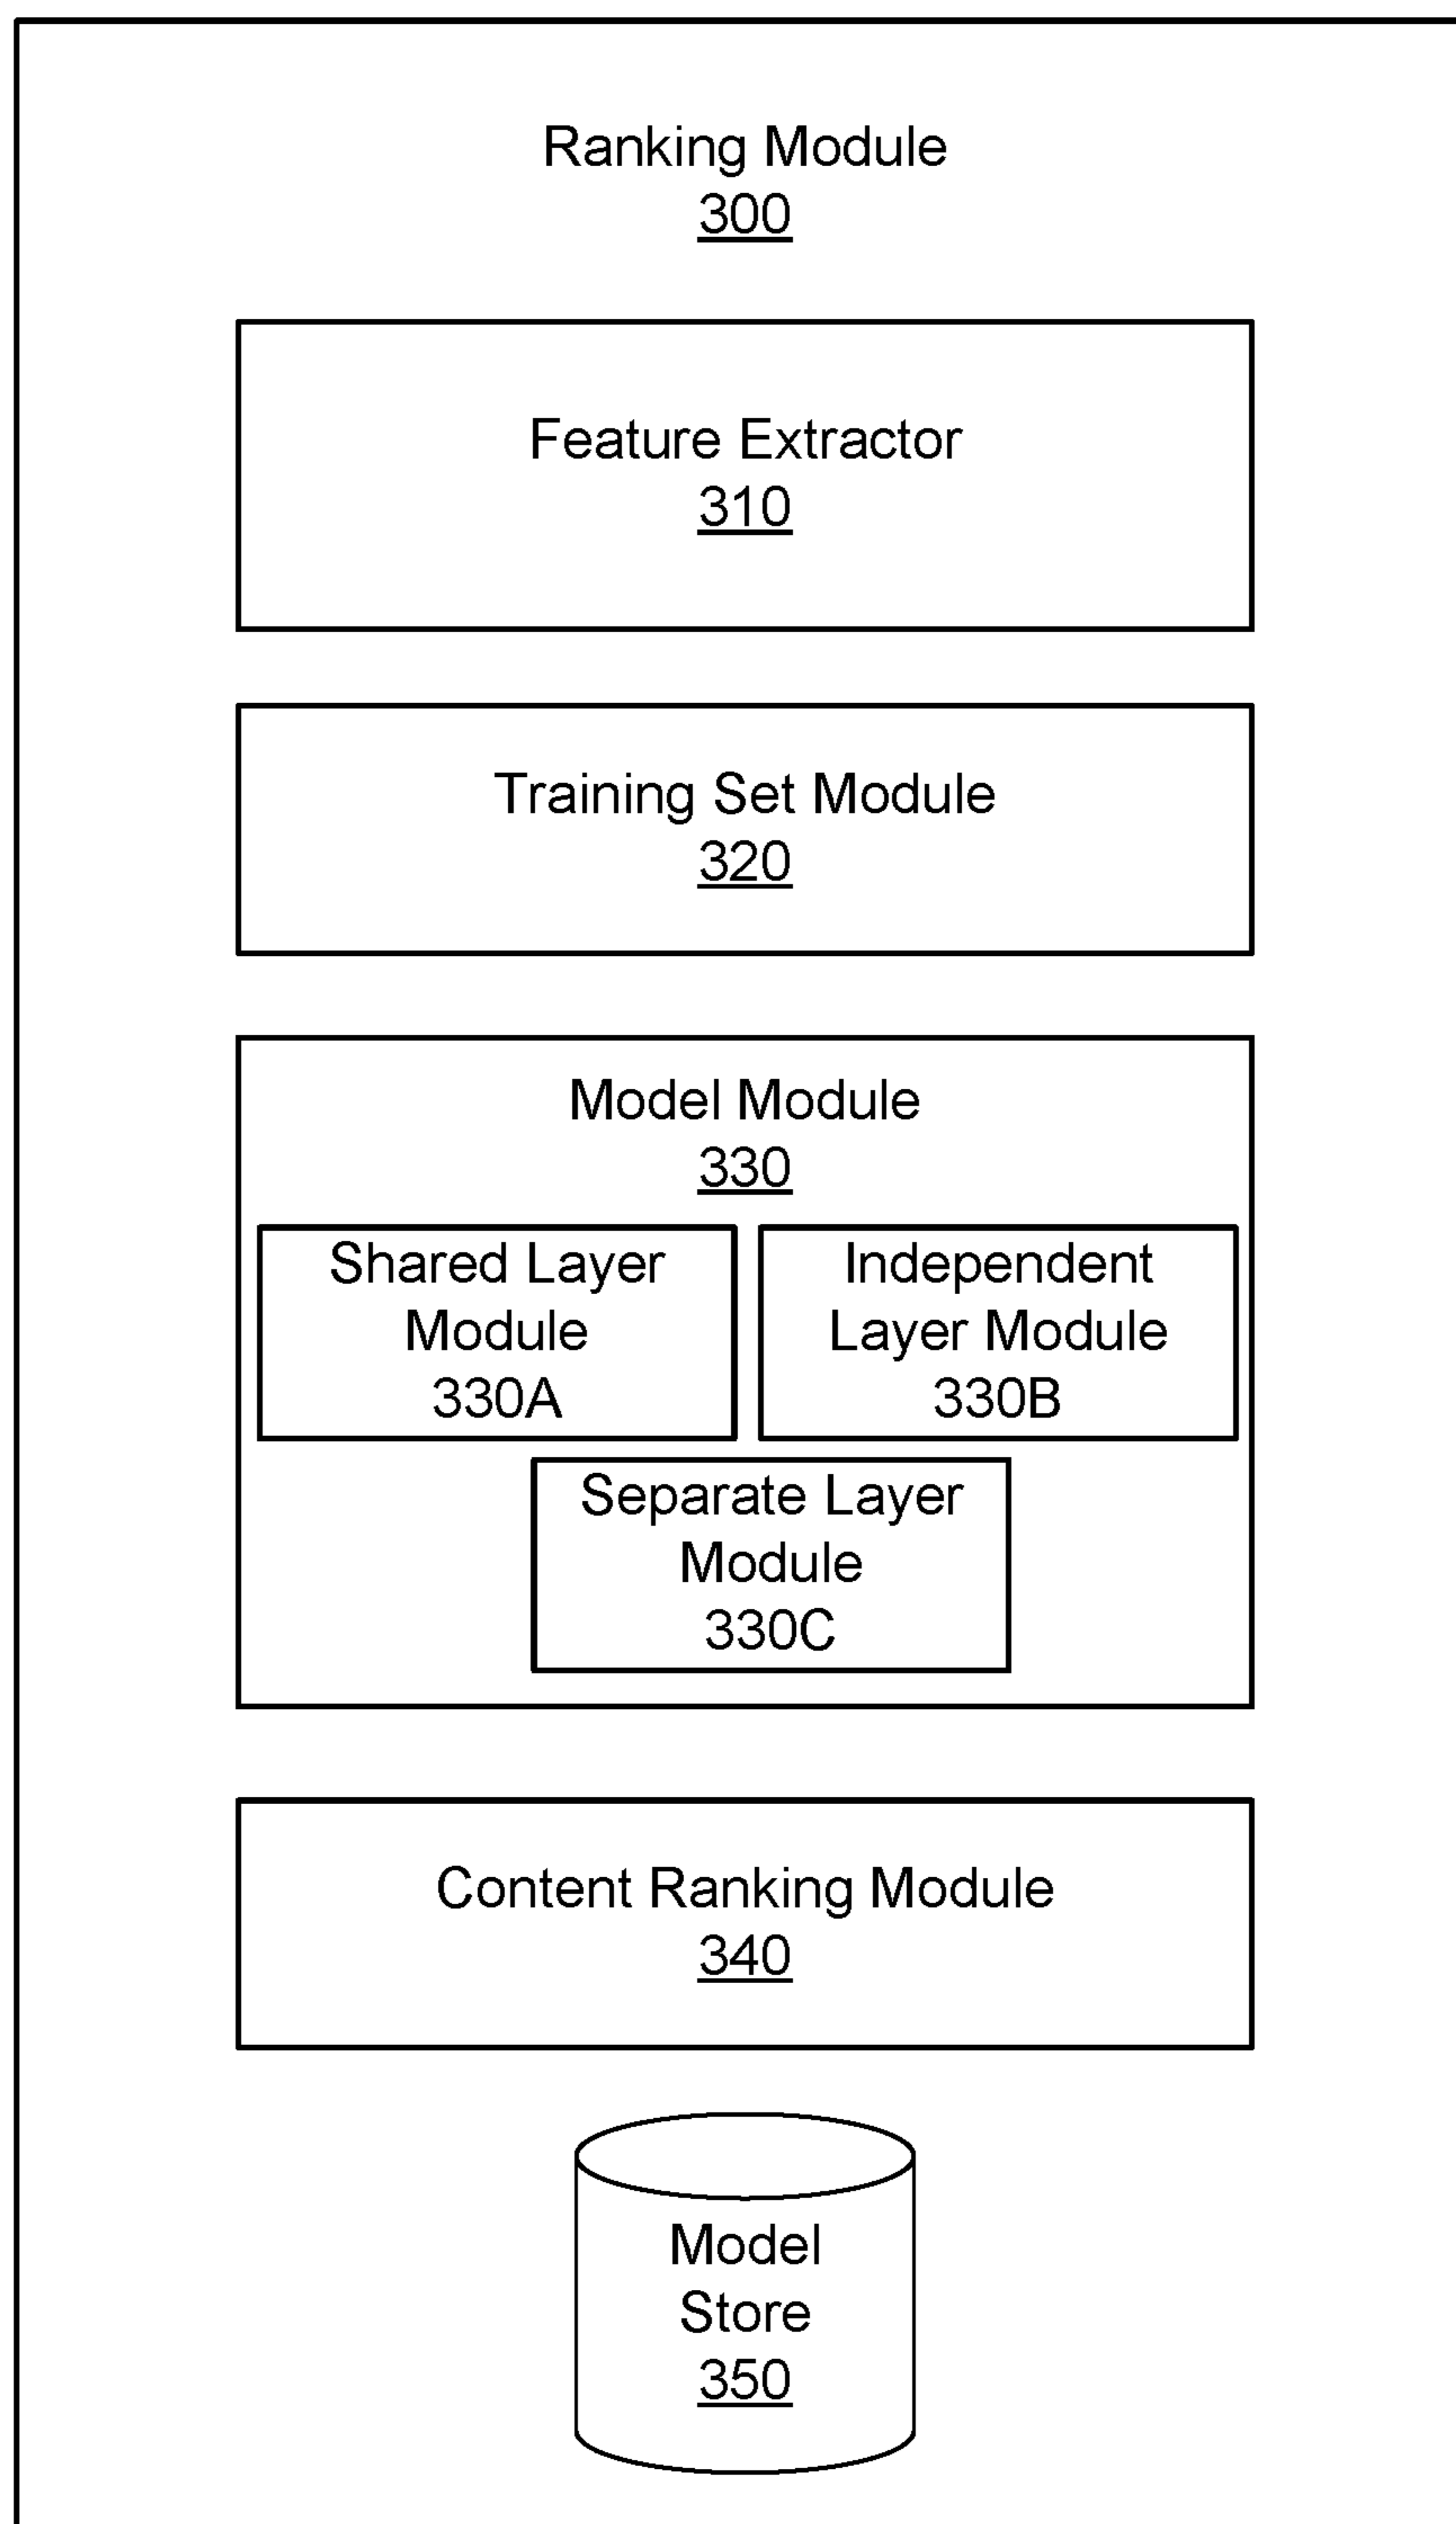 Ranking Module
300
Feature Extractor
310
Training Set Module
320
Model Module
330
Shared Layer
Module
330A
Independent
Layer Module
330B
Separate Layer
Module
330C
Content Ranking Module
340
Model
Store
350